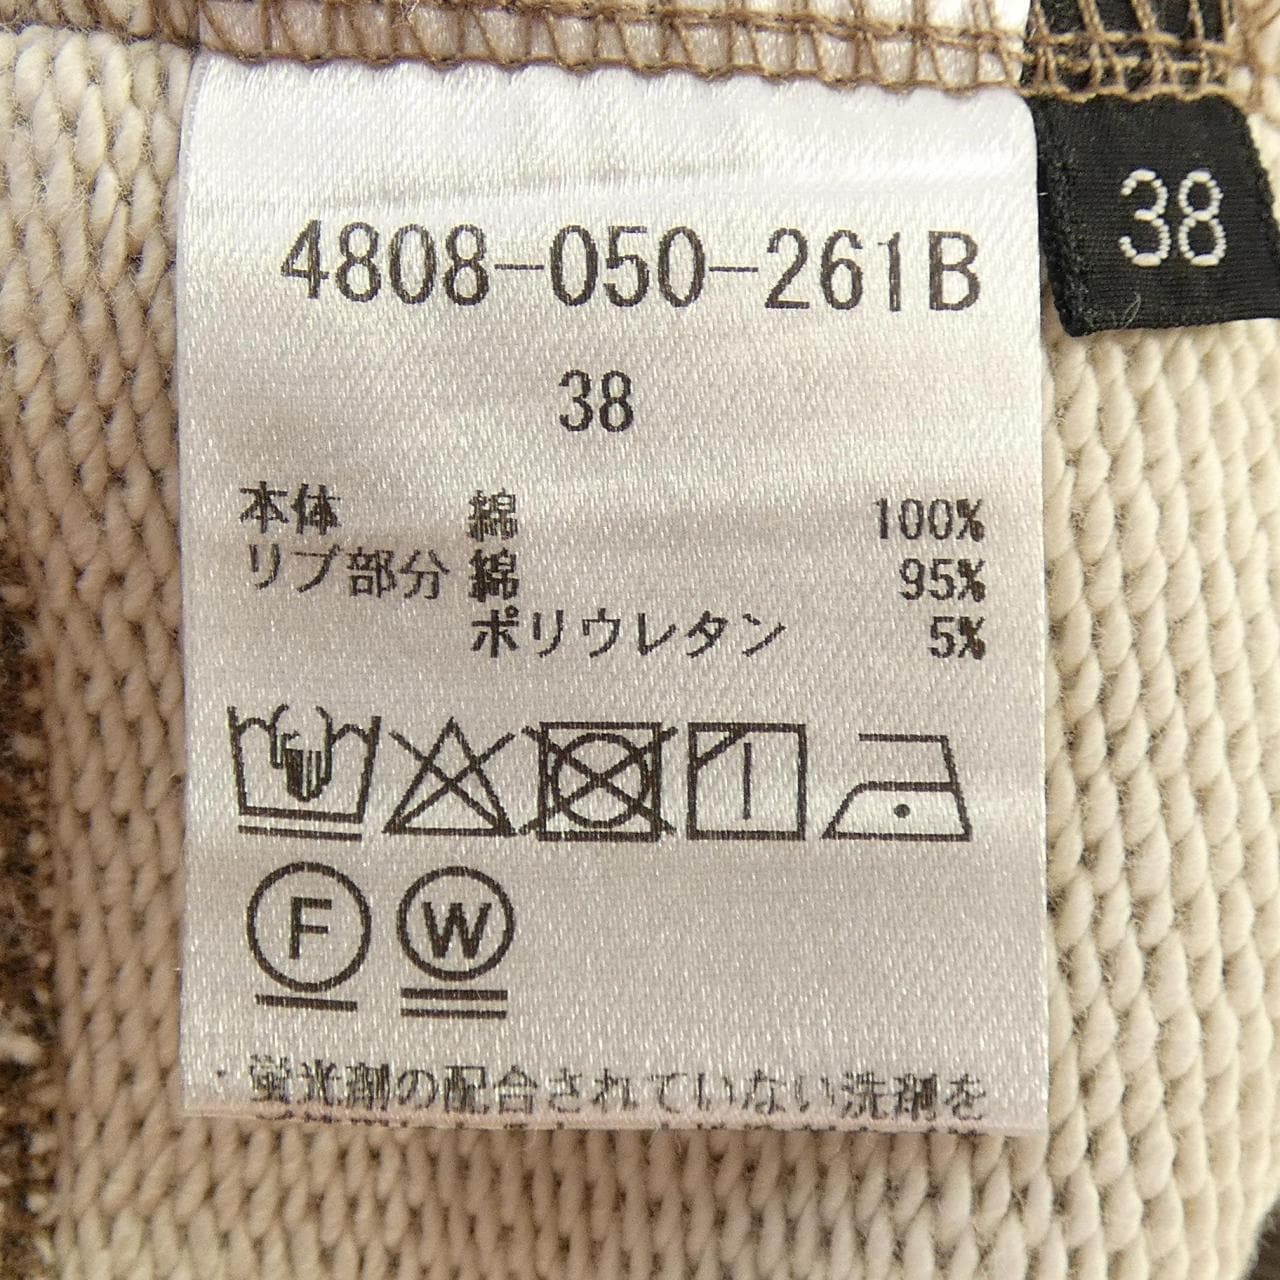 38
4808-050-261B
38
本体 綿 100%
リブ部分 綿 95%
ポリウレタン 5%
F W
・蛍光剤の配合されていない洗剤を